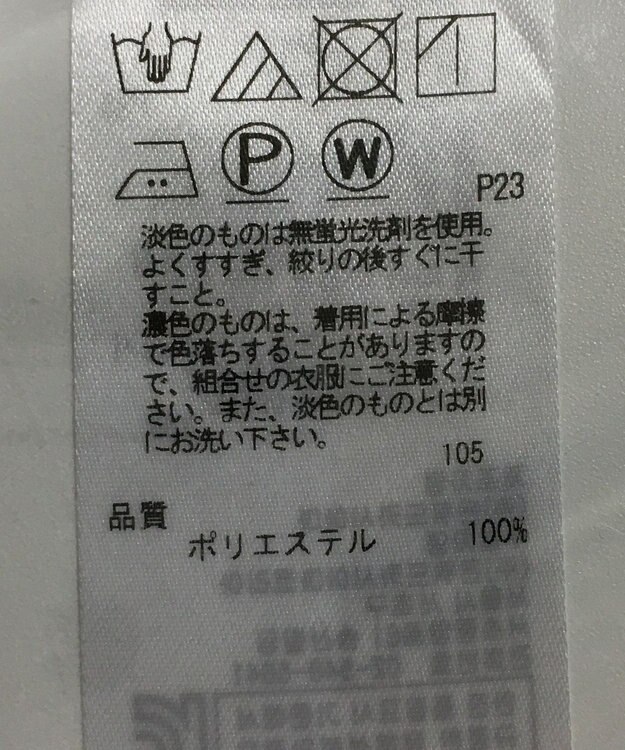 P W
P23
淡色のものは無蛍光洗剤を使用。
よくすすぎ、絞りの後すぐに干
すこと。
濃色のものは、着用による摩擦
で色落ちすることがありますの
で、組合せの衣服にご注意くだ
さい。また、淡色のものとは別
にお洗い下さい。
105
品質
ポリエステル 100%